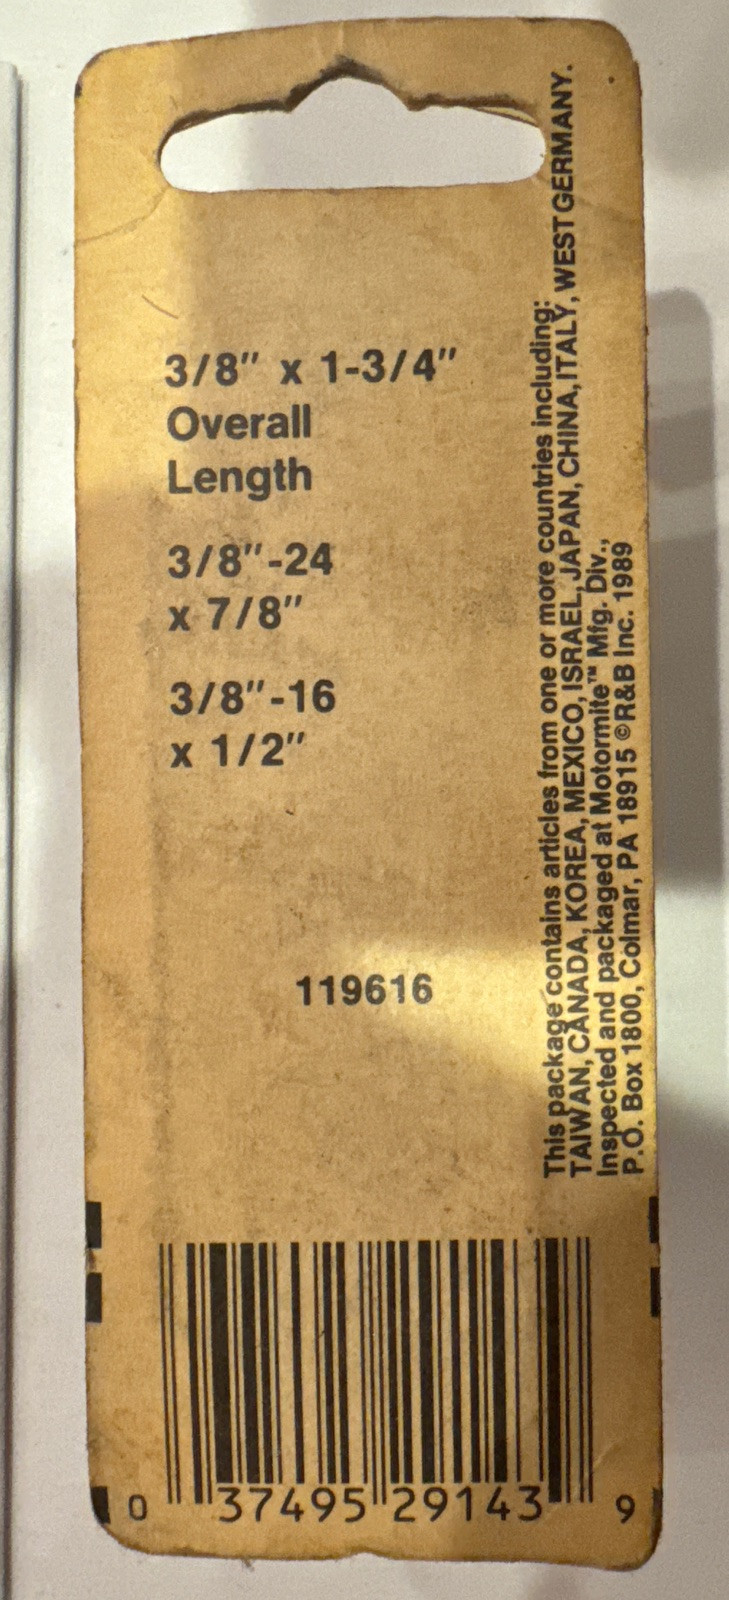 3/8" x 1-3/4"
Overall
Length
3/8"-24
x 7/8"
3/8"-16
x 1/2"
119616
This package contains articles from one or more countries including:
TAIWAN, CANADA, KOREA, MEXICO, ISRAEL, JAPAN, CHINA, ITALY, WEST GERMANY.
Inspected and packaged at Motormite™ Mfg. Div.,
P.O. Box 1800, Colmar, PA 18915 ©R&B Inc. 1989
0 37495 29143 9